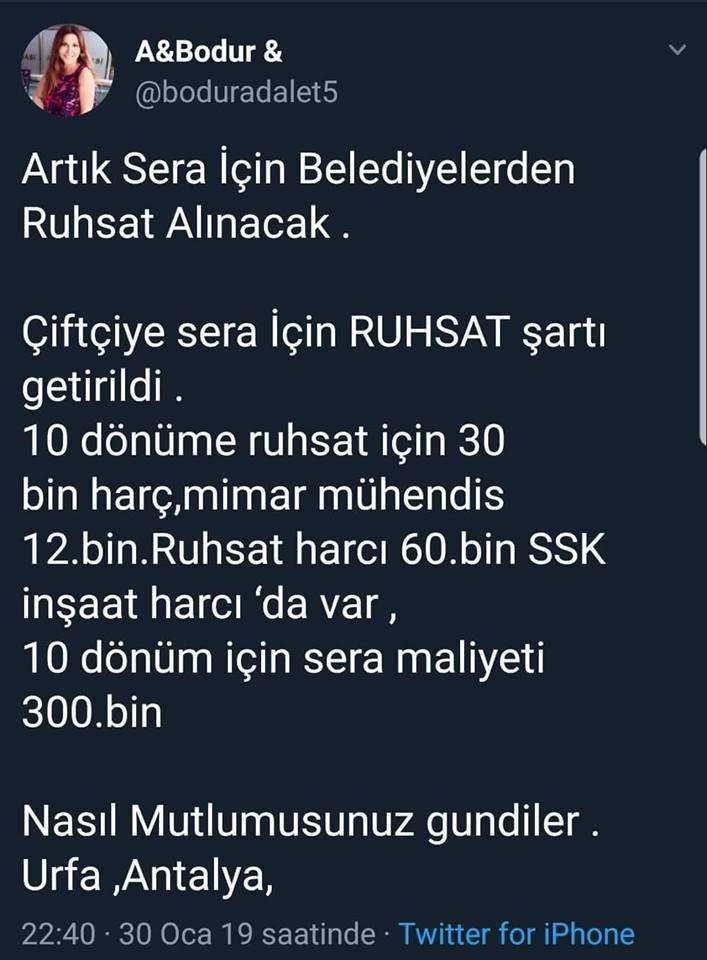 A&Bodur &
@boduradalet5
Artık Sera İçin Belediyelerden
Ruhsat Alınacak .
Çiftçiye sera İçin RUHSAT şartı
getirildi .
10 dönüme ruhsat için 30
bin harç,mimar mühendis
12.bin.Ruhsat harcı 60.bin SSK
inşaat harcı ‘da var ,
10 dönüm için sera maliyeti
300.bin
Nasıl Mutlumusunuz gundiler .
Urfa ,Antalya,
22:40 · 30 Oca 19 saatinde · Twitter for iPhone